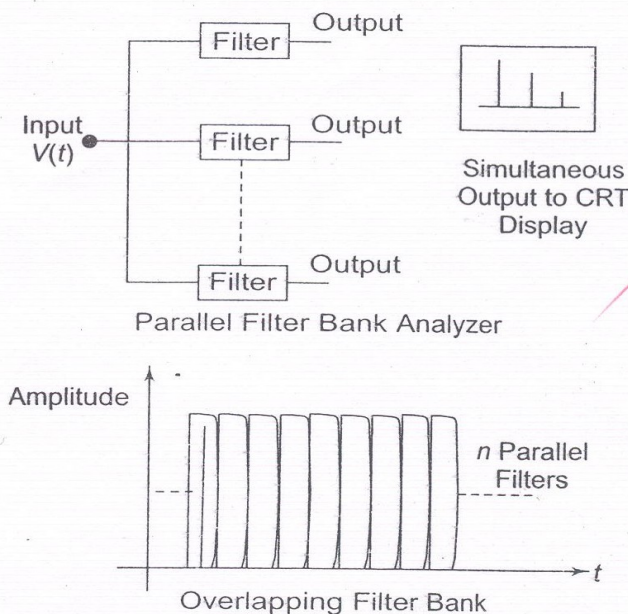 Output
Filter
Input
V(t)
Output
Filter
Output
Filter
Simultaneous
Output to CRT
Display
Parallel Filter Bank Analyzer
Amplitude
n Parallel
Filters
t
Overlapping Filter Bank